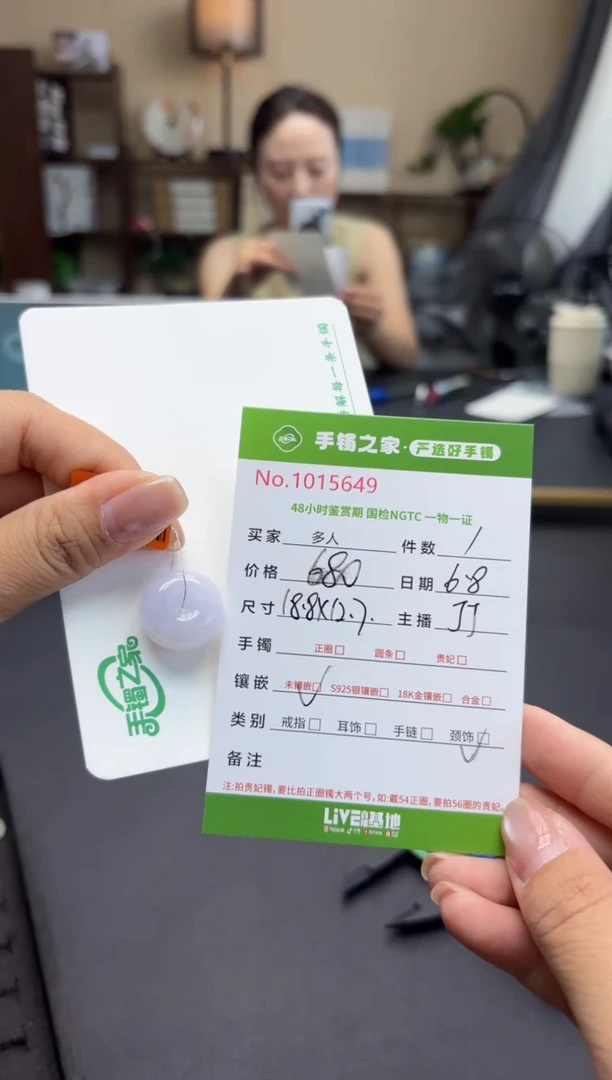 手镯之家·严选好手镯
No.1015649
48小时鉴赏期 国检NGTC 一物一证
买家 多人 件数 1
价格 680 日期 6.8
尺寸 18.8X12.7. 主播 JJ
手镯 正圈□ 圆条□ 贵妃□
镶嵌 未镶嵌☑ S925银镶嵌□ 18K金镶嵌□ 合金□
类别 戒指□ 耳饰□ 手链□ 颈饰☑
备注
注:拍贵妃镯,要比拍正圈镯大两个号,如:戴54正圈,要拍56圈的贵妃。
LIVE直播基地
手镯之家